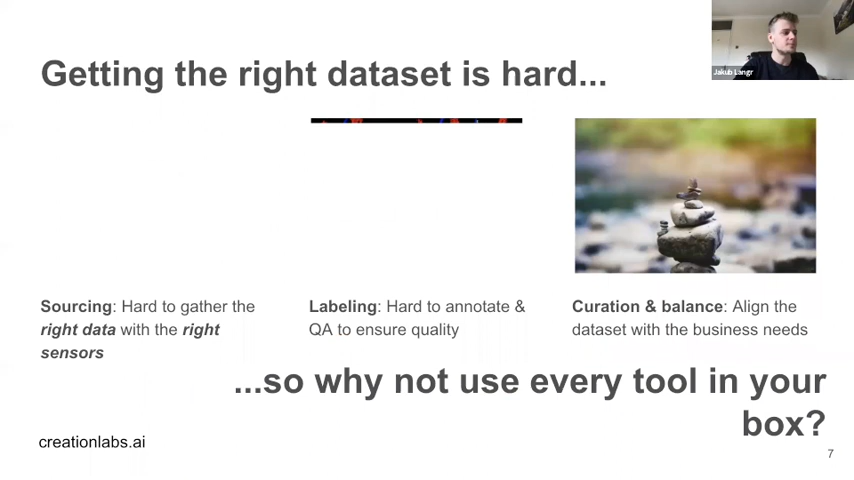 Jakub Langr
Getting the right dataset is hard...
Sourcing: Hard to gather the
right data with the right
sensors
Labeling: Hard to annotate &
QA to ensure quality
Curation & balance: Align the
dataset with the business needs
...so why not use every tool in your
box?
creationlabs.ai
7